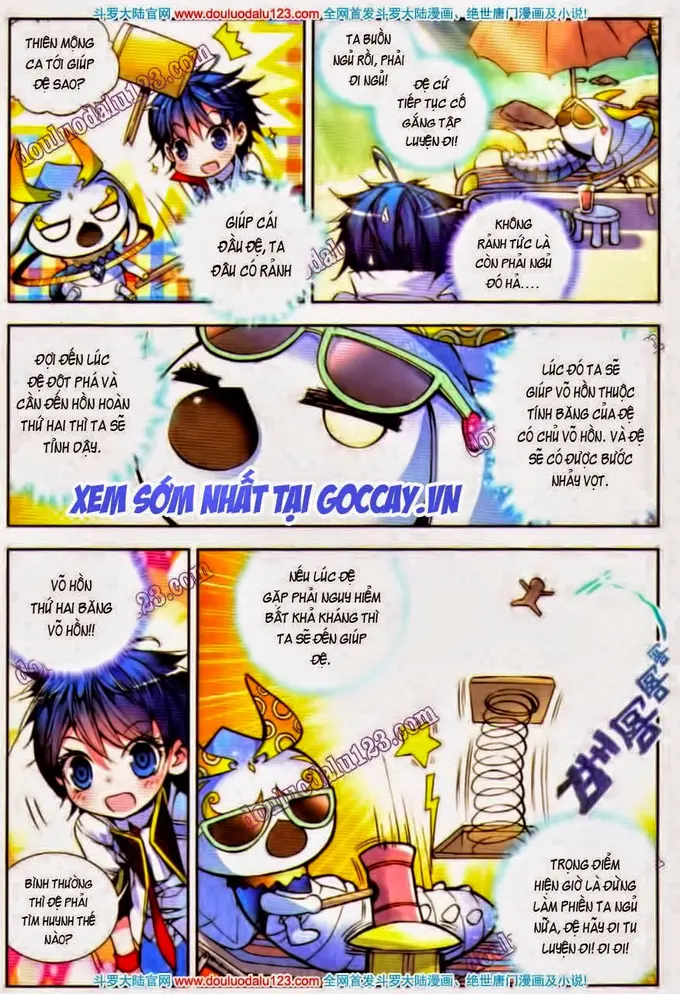 斗罗大陆官网 www.douluodalu123.com 全网首发斗罗大陆漫画、绝世唐门漫画及小说!
THIÊN MỘNG
CA TỚI GIÚP
ĐỆ SAO?
douluodalu123.com
GIÚP CÁI
ĐẦU ĐỆ, TA
ĐÂU CÓ RẢNH
TA BUỒN
NGỦ RỒI, PHẢI
ĐI NGỦ!
ĐỆ CỨ
TIẾP TỤC CỐ
GẮNG TẬP
LUYỆN ĐI!
KHÔNG
RẢNH TỨC LÀ
CÒN PHẢI NGỦ
ĐÓ HẢ....
ĐỢI ĐẾN LÚC
ĐỆ ĐỘT PHÁ VÀ
CẦN ĐẾN HỒN HOÀN
THỨ HAI THÌ TA SẼ
TỈNH DẬY.
LÚC ĐÓ TA SẼ
GIÚP VÕ HỒN THUỘC
TÍNH BĂNG CỦA ĐỆ
CÓ CHỦ VÕ HỒN. VÀ ĐỆ
SẼ CÓ ĐƯỢC BƯỚC
NHẢY VỌT.
XEM SỚM NHẤT TẠI GOCCAY.VN
VÕ HỒN
THỨ HAI BĂNG
VÕ HỒN!!
NẾU LÚC ĐỆ
GẶP PHẢI NGUY HIỂM
BẤT KHẢ KHÁNG THÌ
TA SẼ ĐẾN GIÚP
ĐỆ.
douluodalu123.com
BÌNH THƯỜNG
THÌ ĐỆ PHẢI
TÌM HUYNH THẾ
NÀO?
TRỌNG ĐIỂM
HIỆN GIỜ LÀ ĐỪNG
LÀM PHIỀN TA NGỦ
NỮA, ĐỆ HÃY ĐI TU
LUYỆN ĐI! ĐI ĐI!
斗罗大陆官网 www.douluodalu123.com 全网首发斗罗大陆漫画、绝世唐门漫画及小说!